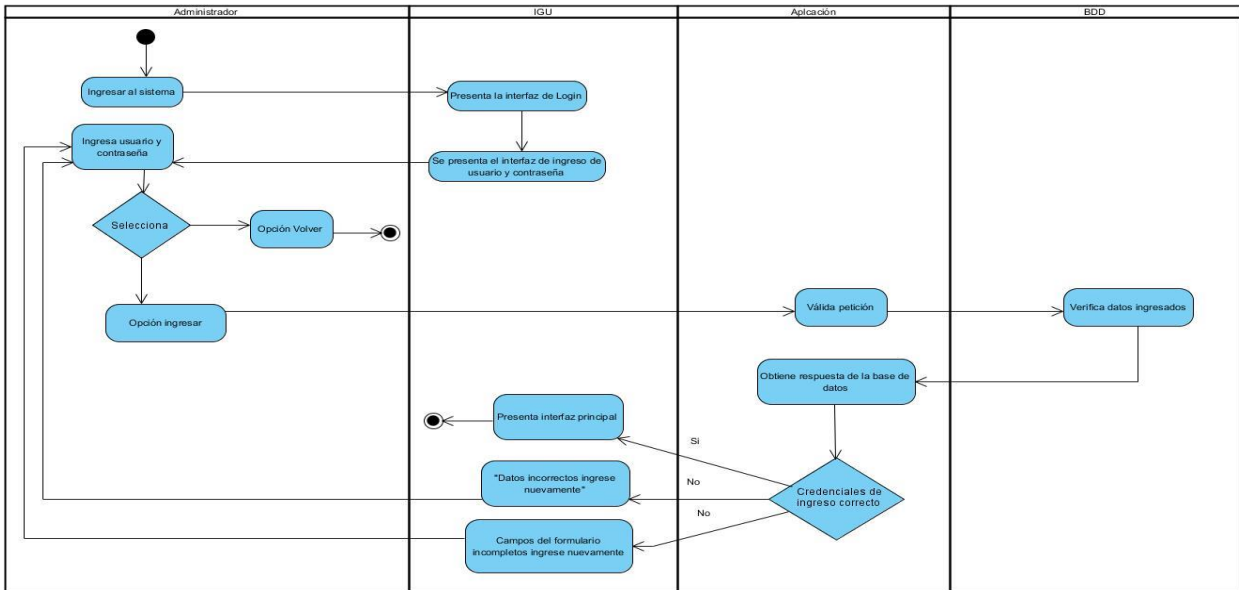 Administrador
IGU
Aplcación
BDD
Ingresar al sistema
Presenta la interfaz de Login
Ingresa usuario y
contraseña
Se presenta el interfaz de ingreso de
usuario y contraseña
Selecciona
Opción Volver
Opción ingresar
Válida petición
Verifica datos ingresados
Obtiene respuesta de la base de
datos
Presenta interfaz principal
Si
"Datos incorrectos ingrese
nuevamente"
No
Credenciales de
ingreso correcto
No
Campos del formulario
incompletos ingrese nuevamente